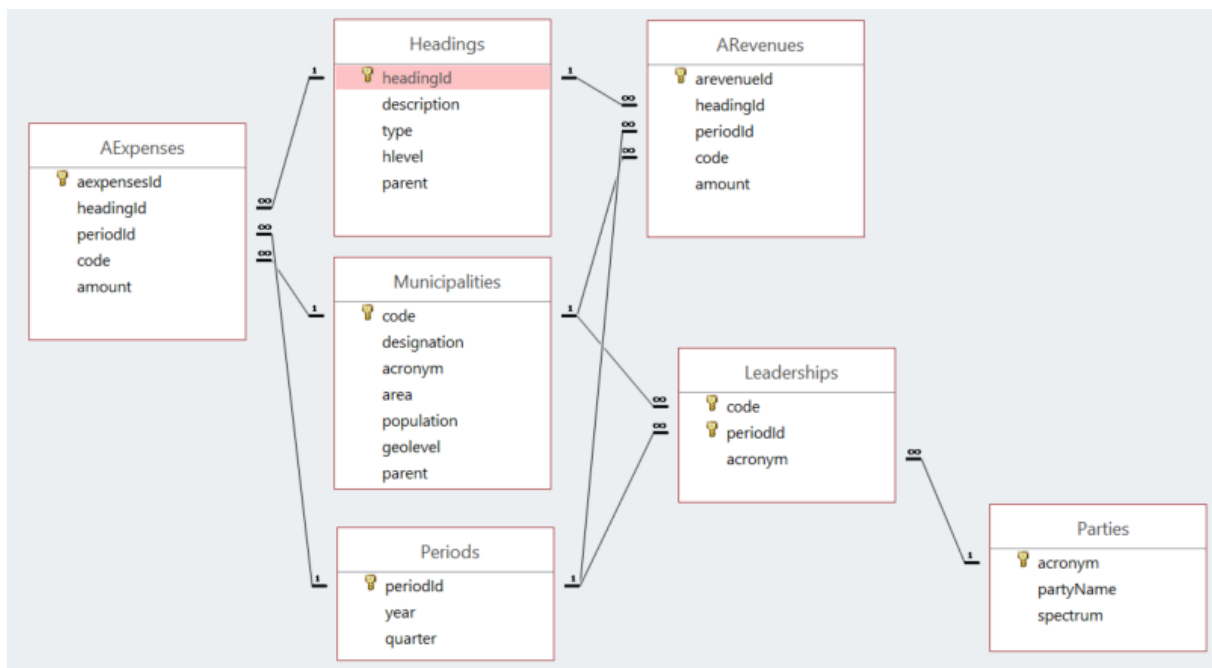 Headings
headingId
description
type
hlevel
parent
ARevenues
arevenueId
headingId
periodId
code
amount
AExpenses
aexpensesId
headingId
periodId
code
amount
Municipalities
code
designation
acronym
area
population
geolevel
parent
Leaderships
code
periodId
acronym
Periods
periodId
year
quarter
Parties
acronym
partyName
spectrum
1
1
∞
∞
∞
∞
∞
∞
1
1
∞
∞
∞
1
1
1